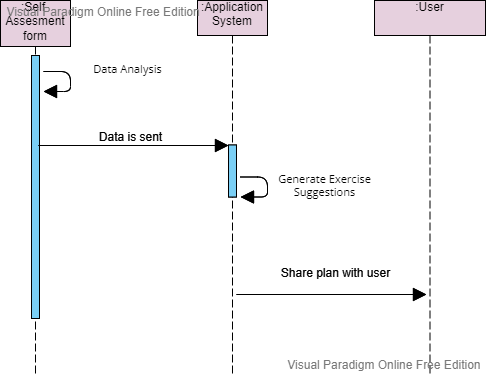 Visual Paradigm Online Free Edition
:Self
Assesment
form
:Application
System
:User
Data Analysis
Data is sent
Generate Exercise
Suggestions
Share plan with user
Visual Paradigm Online Free Edition